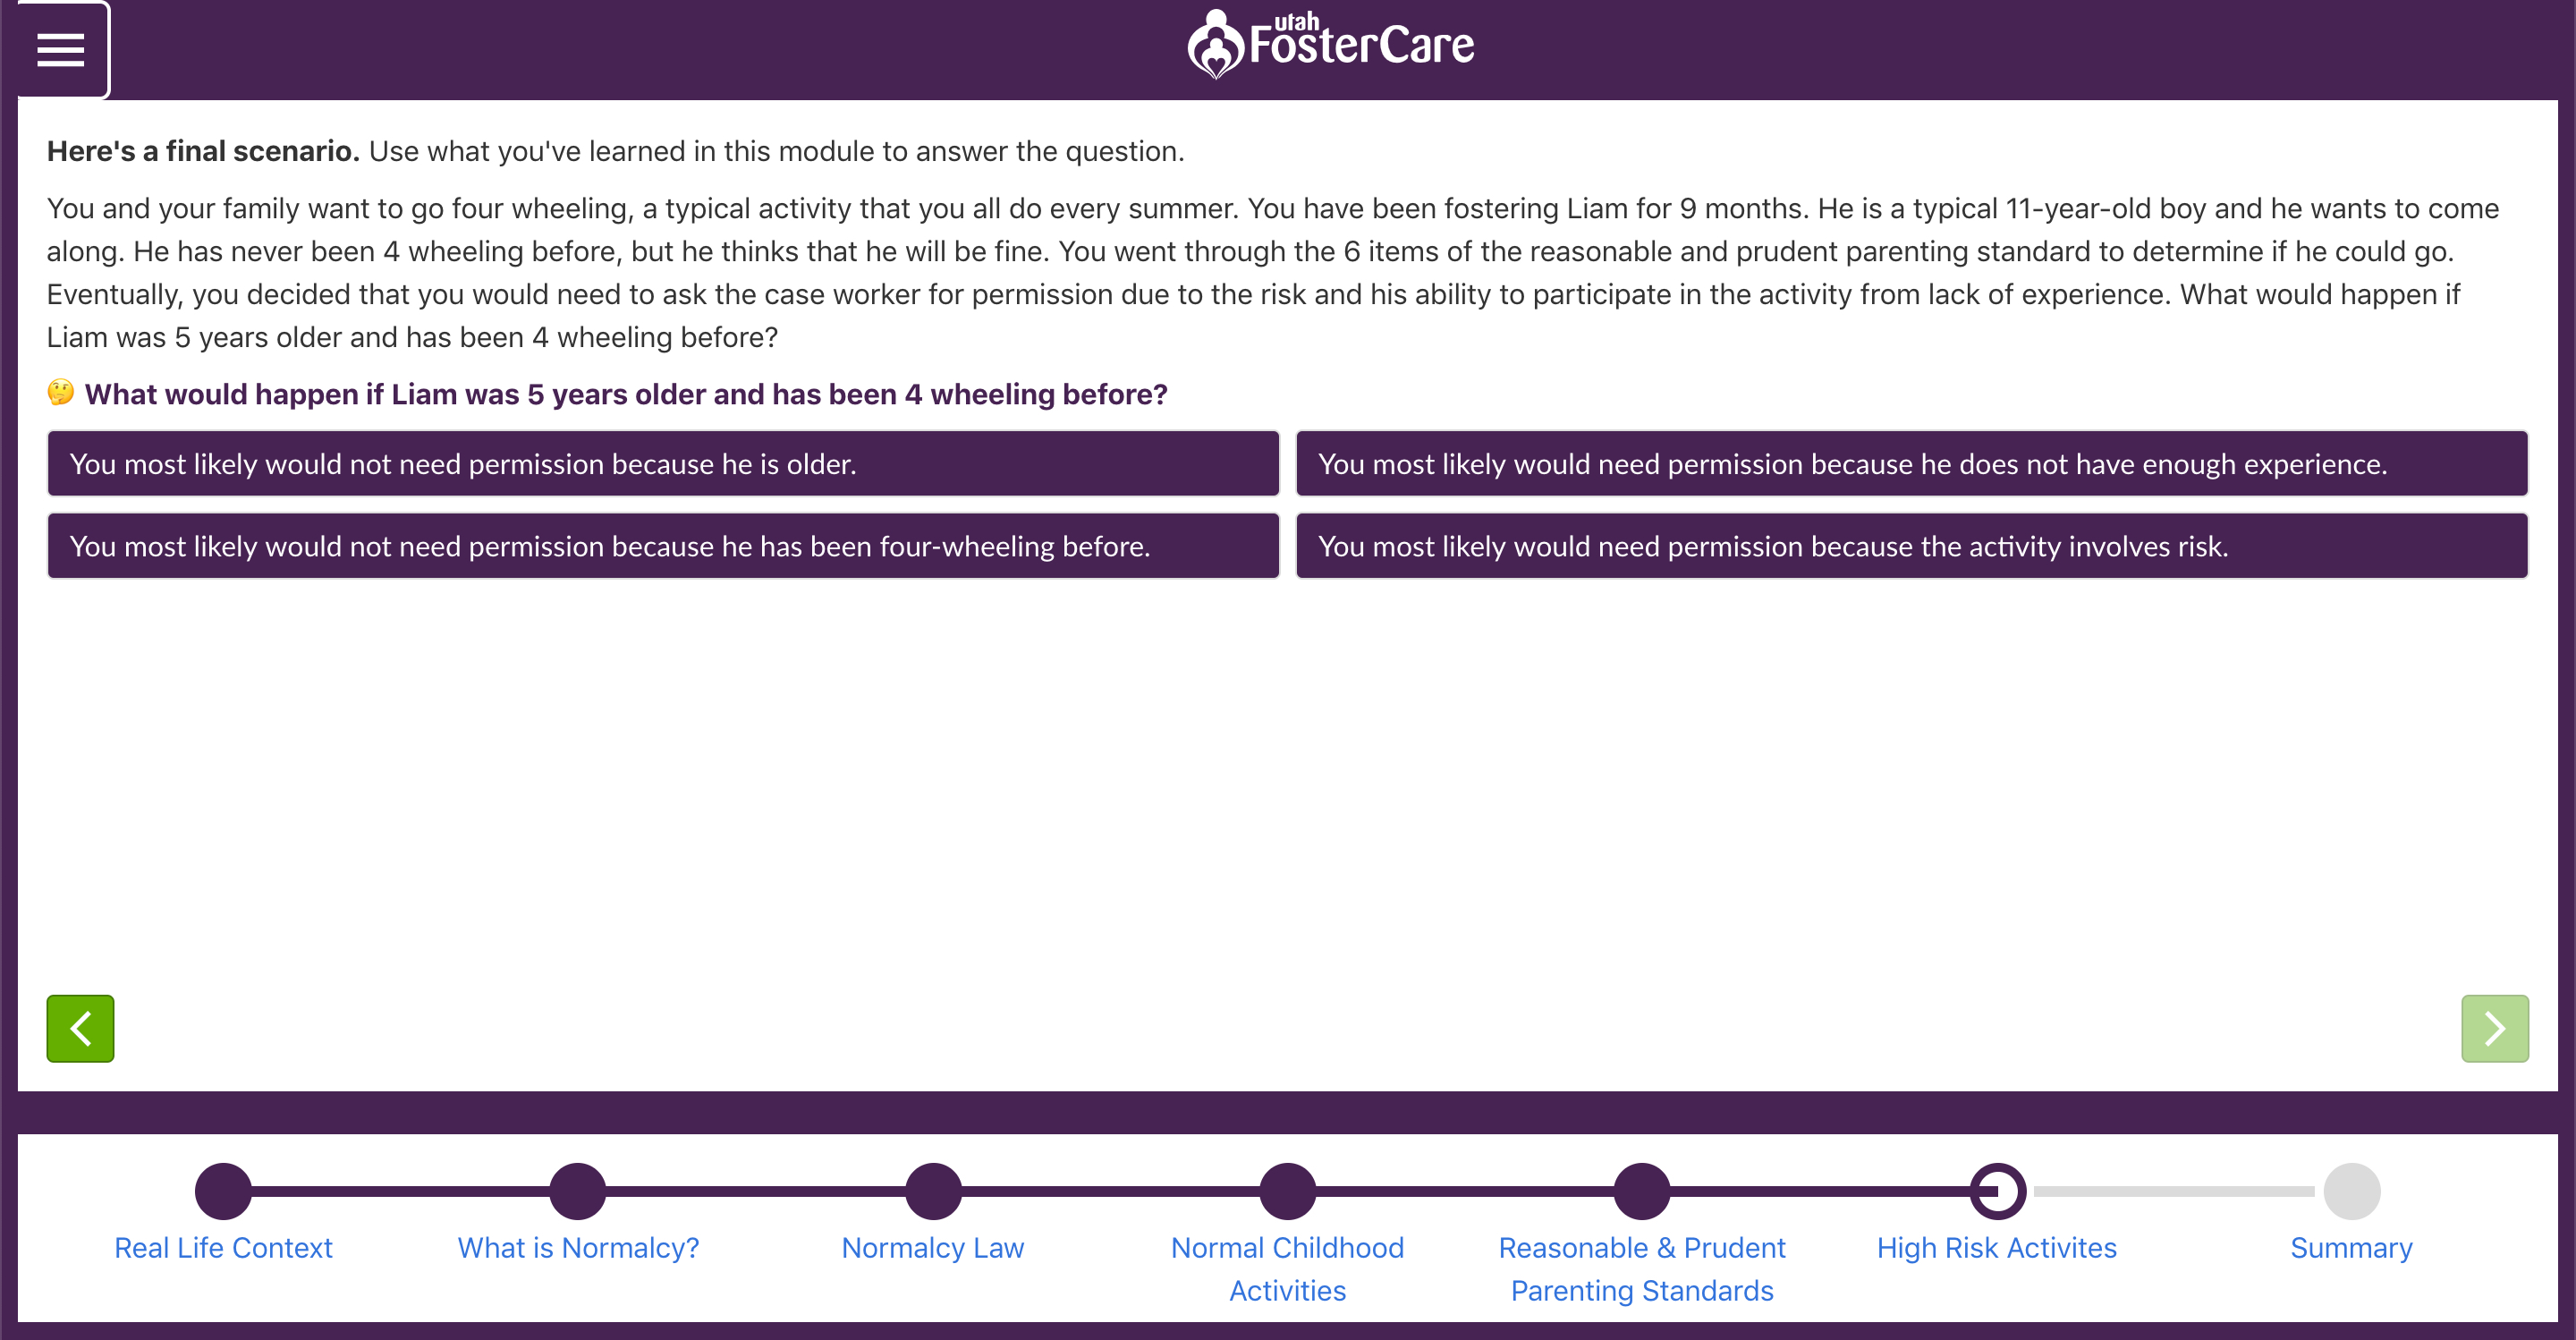 utah
FosterCare
Here's a final scenario. Use what you've learned in this module to answer the question.
You and your family want to go four wheeling, a typical activity that you all do every summer. You have been fostering Liam for 9 months. He is a typical 11-year-old boy and he wants to come
along. He has never been 4 wheeling before, but he thinks that he will be fine. You went through the 6 items of the reasonable and prudent parenting standard to determine if he could go.
Eventually, you decided that you would need to ask the case worker for permission due to the risk and his ability to participate in the activity from lack of experience. What would happen if
Liam was 5 years older and has been 4 wheeling before?
🤔 What would happen if Liam was 5 years older and has been 4 wheeling before?
You most likely would not need permission because he is older.
You most likely would need permission because he does not have enough experience.
You most likely would not need permission because he has been four-wheeling before.
You most likely would need permission because the activity involves risk.
Real Life Context
What is Normalcy?
Normalcy Law
Normal Childhood
Activities
Reasonable & Prudent
Parenting Standards
High Risk Activites
Summary